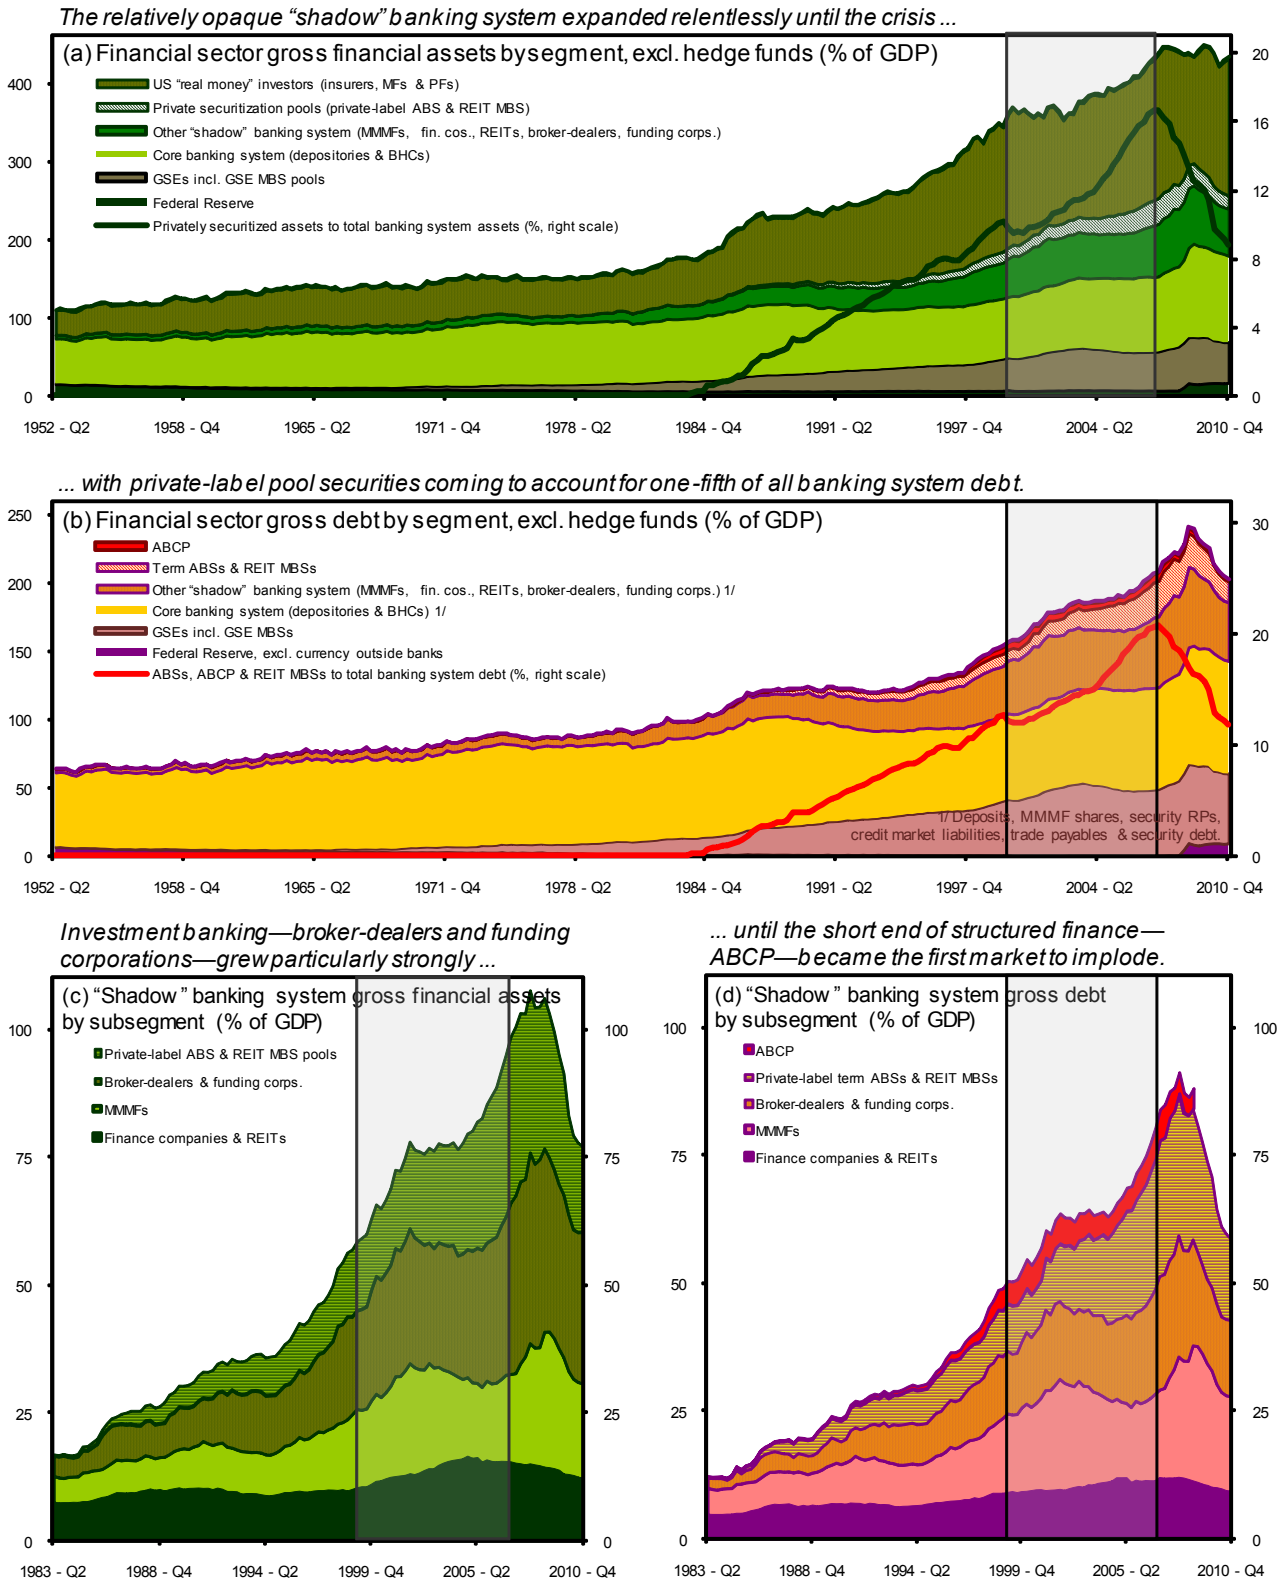 The relatively opaque “shadow” banking system expanded relentlessly until the crisis ...
(a) Financial sector gross financial assets by segment, excl. hedge funds (% of GDP)
US “real money” investors (insurers, MFs & PFs)
Private securitization pools (private-label ABS & REIT MBS)
Other “shadow” banking system (MMMFs, fin. cos., REITs, broker-dealers, funding corps.)
Core banking system (depositories & BHCs)
GSEs incl. GSE MBS pools
Federal Reserve
Privately securitized assets to total banking system assets (%, right scale)
400
300
200
100
0
20
16
12
8
4
0
1952 - Q2 1958 - Q4 1965 - Q2 1971 - Q4 1978 - Q2 1984 - Q4 1991 - Q2 1997 - Q4 2004 - Q2 2010 - Q4
... with private-label pool securities coming to account for one-fifth of all banking system debt.
(b) Financial sector gross debt by segment, excl. hedge funds (% of GDP)
ABCP
Term ABSs & REIT MBSs
Other “shadow” banking system (MMMFs, fin. cos., REITs, broker-dealers, funding corps.) 1/
Core banking system (depositories & BHCs) 1/
GSEs incl. GSE MBSs
Federal Reserve, excl. currency outside banks
ABSs, ABCP & REIT MBSs to total banking system debt (%, right scale)
250
200
150
100
50
0
30
20
10
0
1/ Deposits, MMMF shares, security RPs,
credit market liabilities, trade payables & security debt.
1952 - Q2 1958 - Q4 1965 - Q2 1971 - Q4 1978 - Q2 1984 - Q4 1991 - Q2 1997 - Q4 2004 - Q2 2010 - Q4
Investment banking—broker-dealers and funding
corporations—grew particularly strongly ...
(c) “Shadow” banking system gross financial assets
by subsegment (% of GDP)
Private-label ABS & REIT MBS pools
Broker-dealers & funding corps.
MMMFs
Finance companies & REITs
100
75
50
25
0
100
75
50
25
0
1983 - Q2 1988 - Q4 1994 - Q2 1999 - Q4 2005 - Q2 2010 - Q4
... until the short end of structured finance—
ABCP—became the first market to implode.
(d) “Shadow” banking system gross debt
by subsegment (% of GDP)
ABCP
Private-label term ABSs & REIT MBSs
Broker-dealers & funding corps.
MMMFs
Finance companies & REITs
100
75
50
25
0
100
75
50
25
0
1983 - Q2 1988 - Q4 1994 - Q2 1999 - Q4 2005 - Q2 2010 - Q4